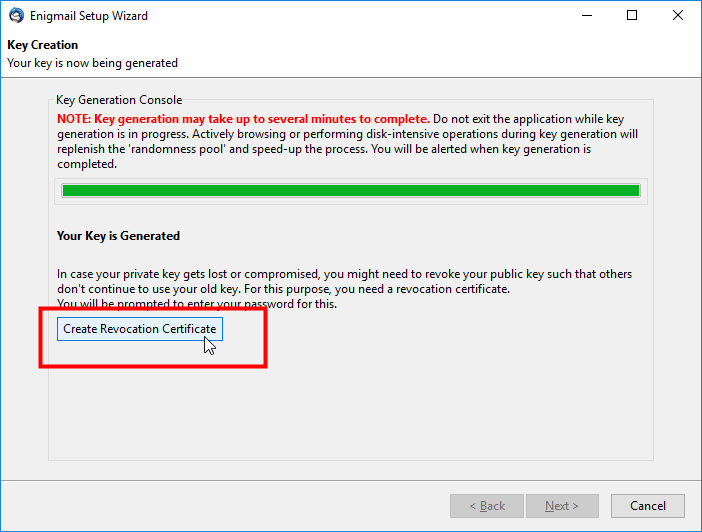 Enigmail Setup Wizard
Key Creation
Your key is now being generated
Key Generation Console
NOTE: Key generation may take up to several minutes to complete. Do not exit the application while key
generation is in progress. Actively browsing or performing disk-intensive operations during key generation will
replenish the 'randomness pool' and speed-up the process. You will be alerted when key generation is
completed.
Your Key is Generated
In case your private key gets lost or compromised, you might need to revoke your public key such that others
don't continue to use your old key. For this purpose, you need a revocation certificate.
You will be prompted to enter your password for this.
Create Revocation Certificate
< Back Next > Cancel